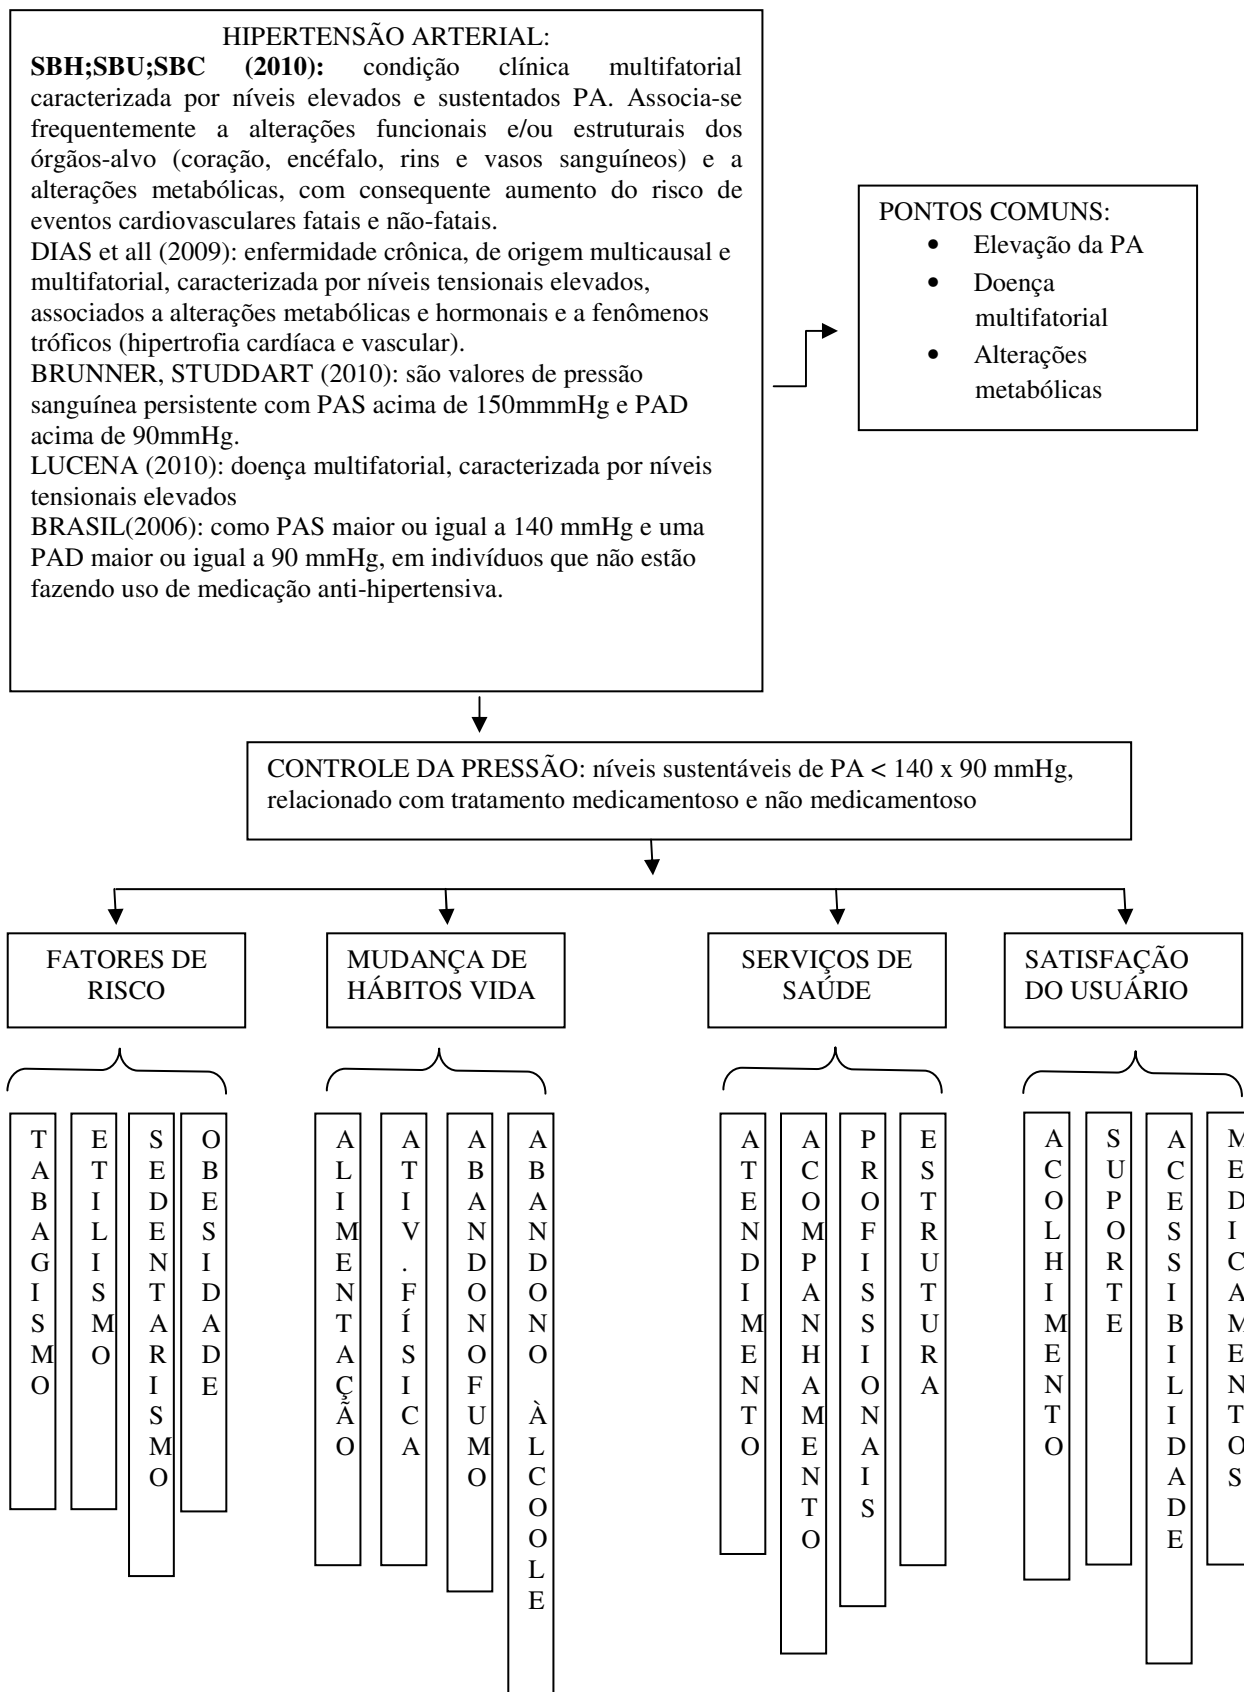 HIPERTENSÃO ARTERIAL:
SBH;SBU;SBC (2010): condição clínica multifatorial
caracterizada por níveis elevados e sustentados PA. Associa-se
frequentemente a alterações funcionais e/ou estruturais dos
órgãos-alvo (coração, encéfalo, rins e vasos sanguíneos) e a
alterações metabólicas, com consequente aumento do risco de
eventos cardiovasculares fatais e não-fatais.
DIAS et all (2009): enfermidade crônica, de origem multicausal e
multifatorial, caracterizada por níveis tensionais elevados,
associados a alterações metabólicas e hormonais e a fenômenos
tróficos (hipertrofia cardíaca e vascular).
BRUNNER, STUDDART (2010): são valores de pressão
sanguínea persistente com PAS acima de 150mmmHg e PAD
acima de 90mmHg.
LUCENA (2010): doença multifatorial, caracterizada por níveis
tensionais elevados
BRASIL(2006): como PAS maior ou igual a 140 mmHg e uma
PAD maior ou igual a 90 mmHg, em indivíduos que não estão
fazendo uso de medicação anti-hipertensiva.
PONTOS COMUNS:
• Elevação da PA
• Doença
multifatorial
• Alterações
metabólicas
CONTROLE DA PRESSÃO: níveis sustentáveis de PA < 140 x 90 mmHg,
relacionado com tratamento medicamentoso e não medicamentoso
FATORES DE
RISCO
MUDANÇA DE
HÁBITOS VIDA
SERVIÇOS DE
SAÚDE
SATISFAÇÃO
DO USUÁRIO
TABAGISMO
ETILISMO
SEDENTARISMO
OBESIDADE
ALIMENTAÇÃO
ATIV.FÍSICA
ABANDONOFUMO
ABANDONO ÀLCOOLE
ATENDIMENTO
ACOMPANHAMENTO
PROFISSIONAIS
ESTRUTURA
ACOLHIMENTO
SUPORTE
ACESSIBILIDADE
MEDICAMENTOS